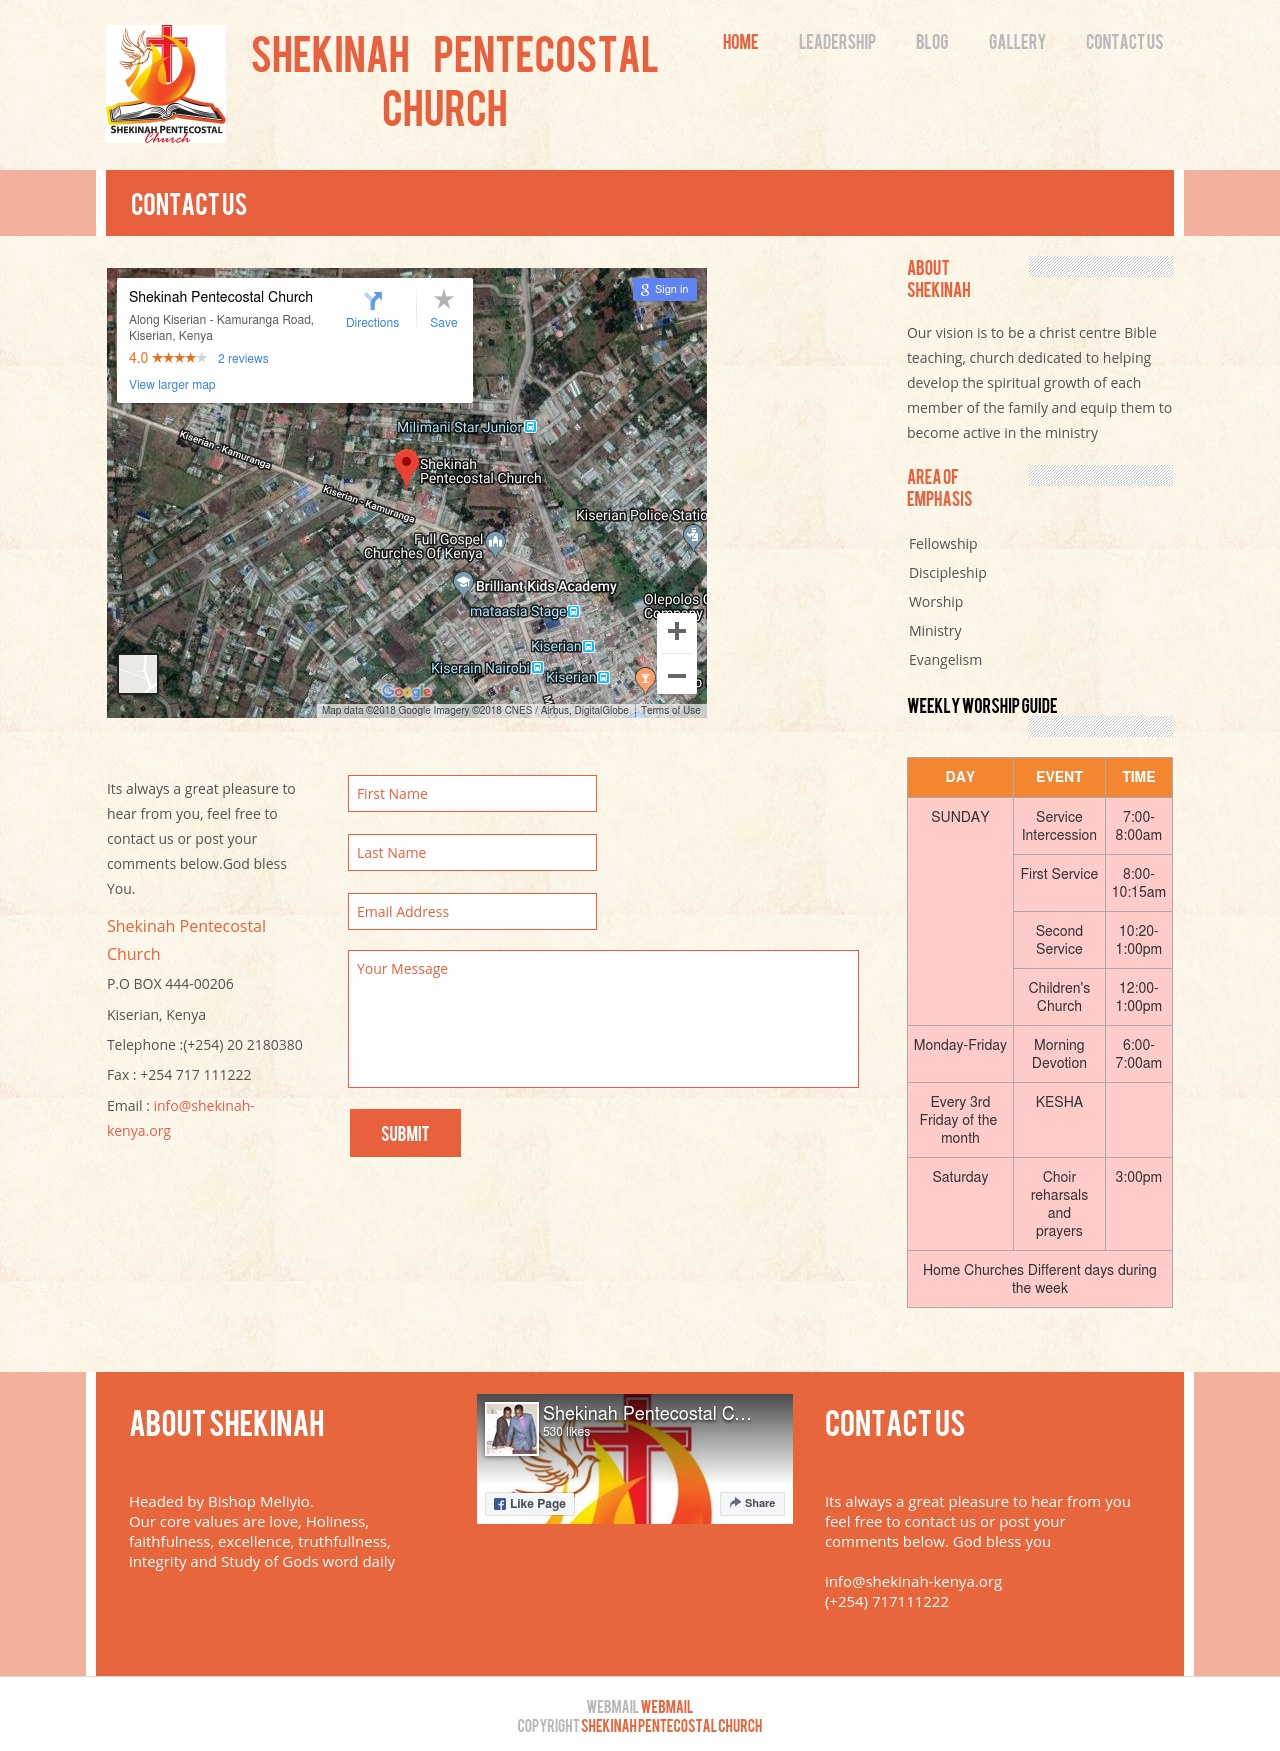 SHEKINAH PENTECOSTAL
Church
SHEKINAH PENTECOSTAL
CHURCH
HOME
LEADERSHIP
BLOG
GALLERY
CONTACT US
CONTACT US
Shekinah Pentecostal Church
Along Kiserian - Kamuranga Road,
Kiserian, Kenya
4.0
2 reviews
View larger map
Directions
Save
Sign in
Milimani Star Junior
Kiserian - Kamuranga
Shekinah
Pentecostal Church
Kiserian - Kamuranga
Kiserian Police Statio
Full Gospel
Churches Of Kenya
Brilliant Kids Academy
mataasia Stage
Olepolos C
Company
Kiserian
Kiserain Nairobi
Kiserian
Google
Map data ©2018 Google Imagery ©2018 CNES / Airbus, DigitalGlobe
Terms of Use
Its always a great pleasure to
hear from you, feel free to
contact us or post your
comments below.God bless
You.
Shekinah Pentecostal
Church
P.O BOX 444-00206
Kiserian, Kenya
Telephone :(+254) 20 2180380
Fax : +254 717 111222
Email : info@shekinah-
kenya.org
First Name
Last Name
Email Address
Your Message
SUBMIT
ABOUT
SHEKINAH
Our vision is to be a christ centre Bible
teaching, church dedicated to helping
develop the spiritual growth of each
member of the family and equip them to
become active in the ministry
AREA OF
EMPHASIS
Fellowship
Discipleship
Worship
Ministry
Evangelism
WEEKLY WORSHIP GUIDE
DAY EVENT TIME
SUNDAY Service 7:00-
Intercession 8:00am
First Service 8:00-
10:15am
Second 10:20-
Service 1:00pm
Children's 12:00-
Church 1:00pm
Monday-Friday Morning 6:00-
Devotion 7:00am
Every 3rd KESHA
Friday of the
month
Saturday Choir 3:00pm
reharsals
and
prayers
Home Churches Different days during
the week
ABOUT SHEKINAH
Headed by Bishop Meliyio.
Our core values are love, Holiness,
faithfulness, excellence, truthfullness,
integrity and Study of Gods word daily
Shekinah Pentecostal C...
530 likes
Like Page
Share
CONTACT US
Its always a great pleasure to hear from you
feel free to contact us or post your
comments below. God bless you
info@shekinah-kenya.org
(+254) 717111222
WEBMAIL WEBMAIL
COPYRIGHT SHEKINAH PENTECOSTAL CHURCH